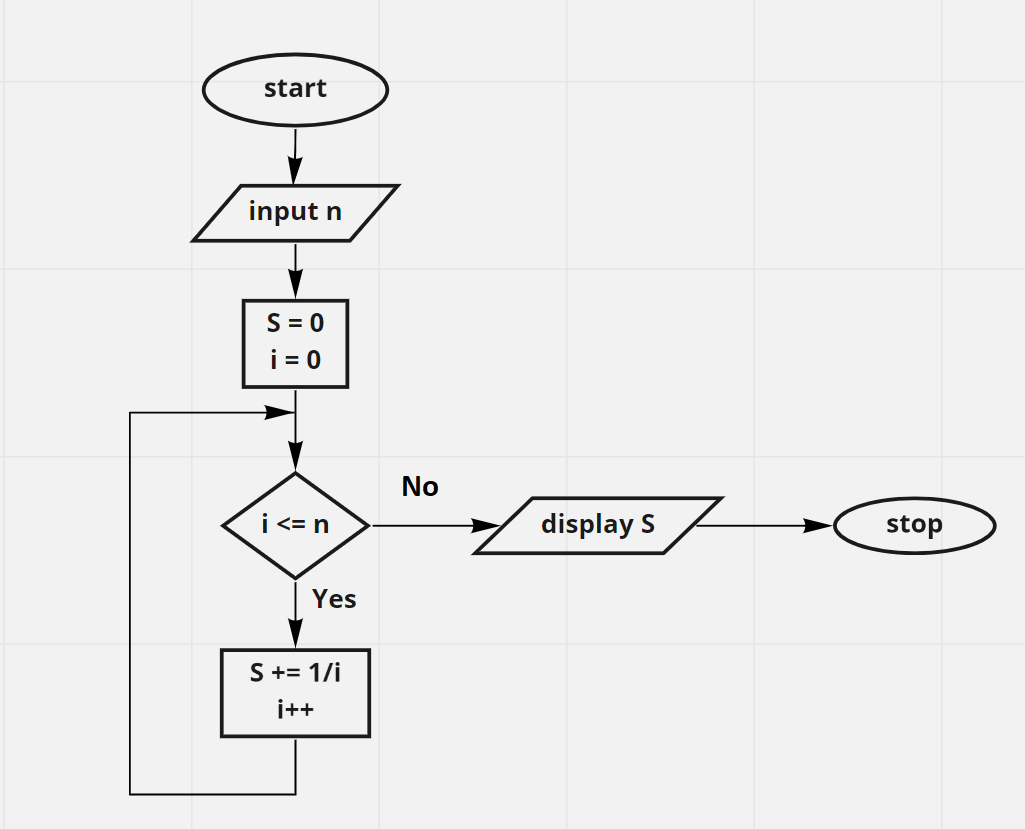 start
input n
S = 0
i = 0
i <= n
No
display S
stop
Yes
S += 1/i
i++